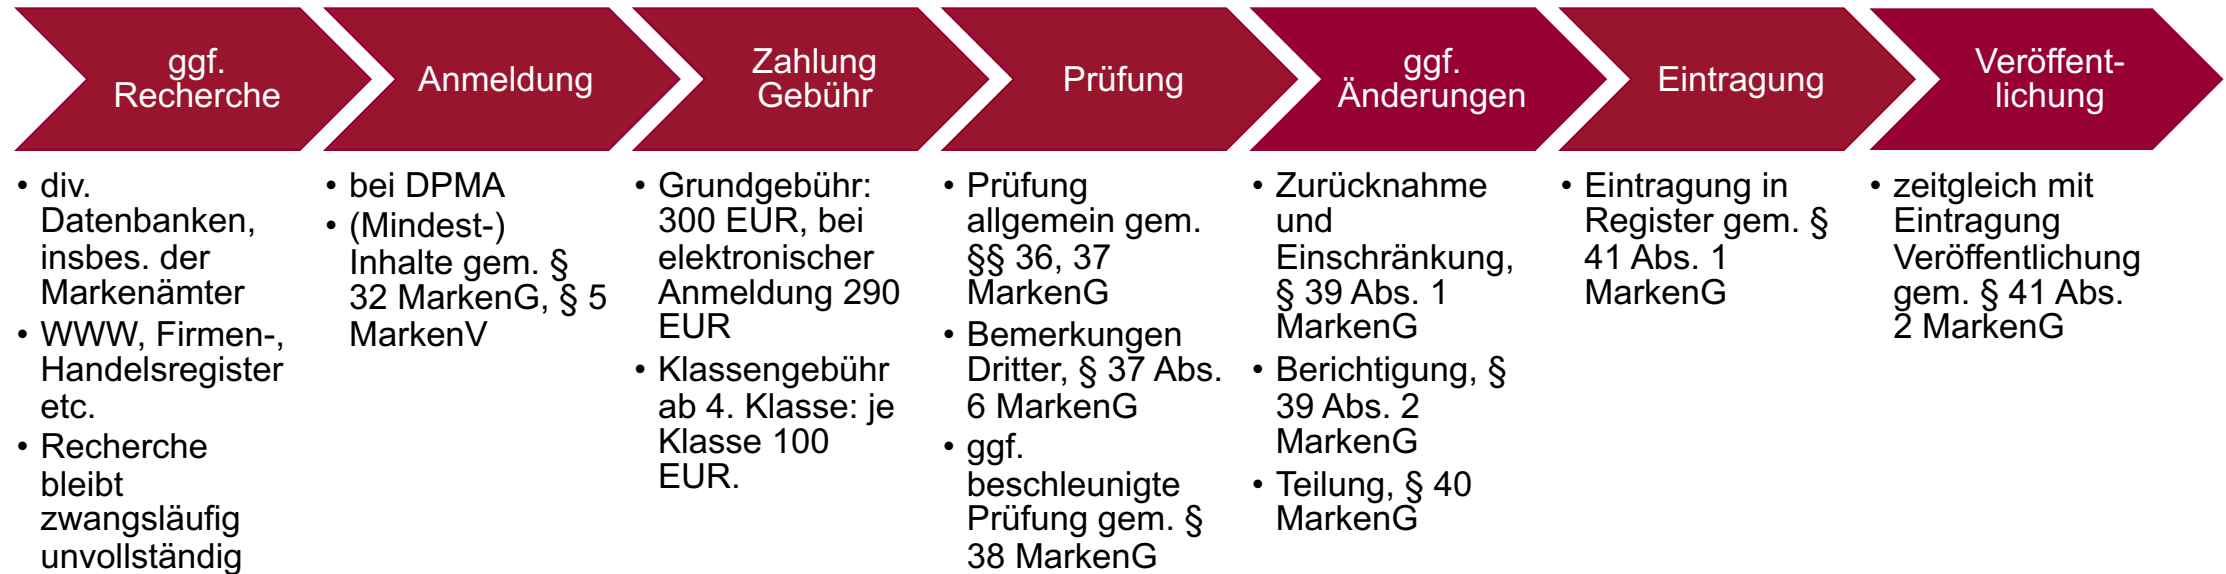 ggf.
Recherche
Anmeldung
Zahlung
Gebühr
Prüfung
ggf.
Änderungen
Eintragung
Veröffent-
lichung
• div.
Datenbanken,
insbes. der
Markenämter
• WWW, Firmen-,
Handelsregister
etc.
• Recherche
bleibt
zwangsläufig
unvollständig
• bei DPMA
• (Mindest-)
Inhalte gem. §
32 MarkenG, § 5
MarkenV
• Grundgebühr:
300 EUR, bei
elektronischer
Anmeldung 290
EUR
• Klassengebühr
ab 4. Klasse: je
Klasse 100
EUR.
• Prüfung
allgemein gem.
§§ 36, 37
MarkenG
• Bemerkungen
Dritter, § 37 Abs.
6 MarkenG
• ggf.
beschleunigte
Prüfung gem. §
38 MarkenG
• Zurücknahme
und
Einschränkung,
§ 39 Abs. 1
MarkenG
• Berichtigung, §
39 Abs. 2
MarkenG
• Teilung, § 40
MarkenG
• Eintragung in
Register gem. §
41 Abs. 1
MarkenG
• zeitgleich mit
Eintragung
Veröffentlichung
gem. § 41 Abs.
2 MarkenG